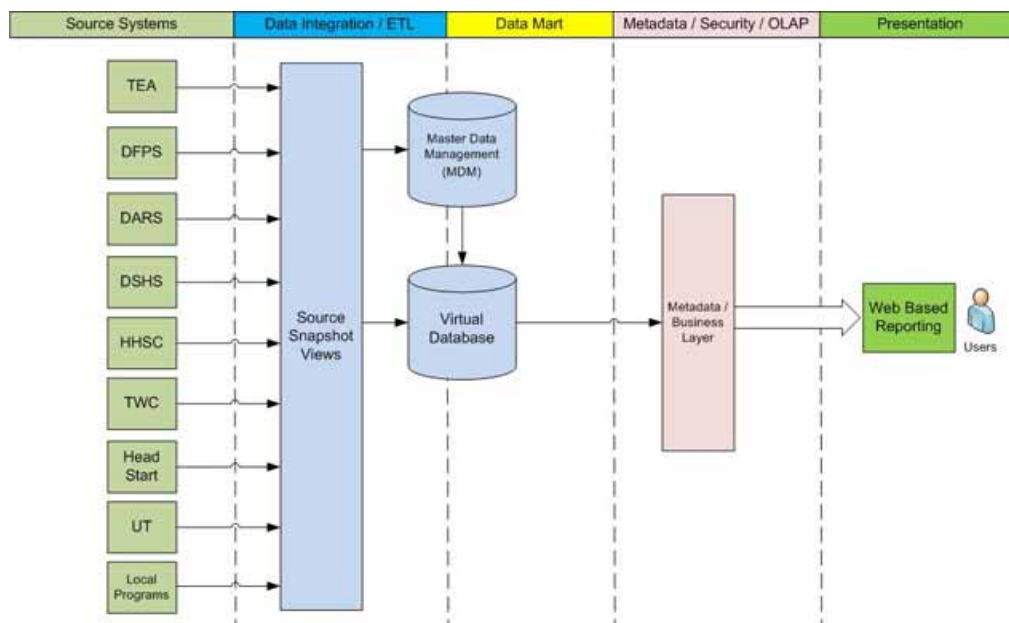 Source Systems
Data Integration / ETL
Data Mart
Metadata / Security / OLAP
Presentation
TEA
DFPS
DARS
DSHS
HHSC
TWC
Head
Start
UT
Local
Programs
Source
Snapshot
Views
Master Data
Management
(MDM)
Virtual
Database
Metadata /
Business
Layer
Web Based
Reporting
Users